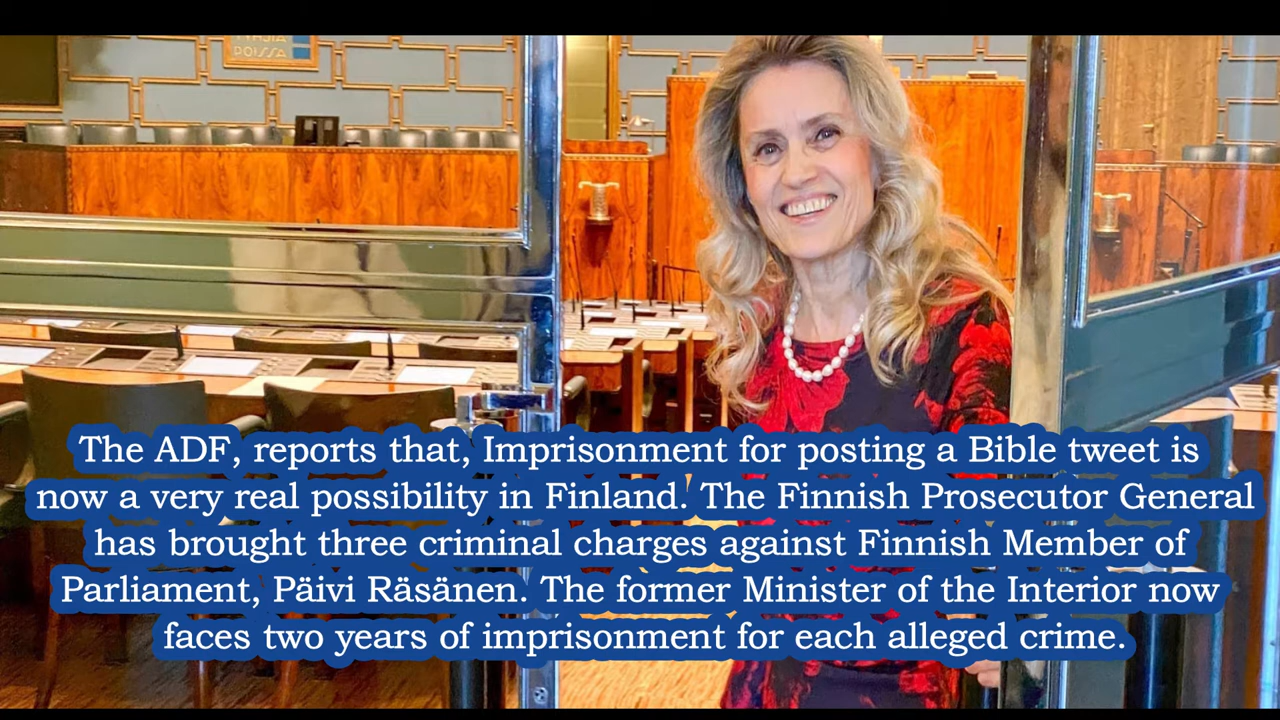 POISSA
The ADF, reports that, Imprisonment for posting a Bible tweet is
now a very real possibility in Finland. The Finnish Prosecutor General
has brought three criminal charges against Finnish Member of
Parliament, Päivi Räsänen. The former Minister of the Interior now
faces two years of imprisonment for each alleged crime.